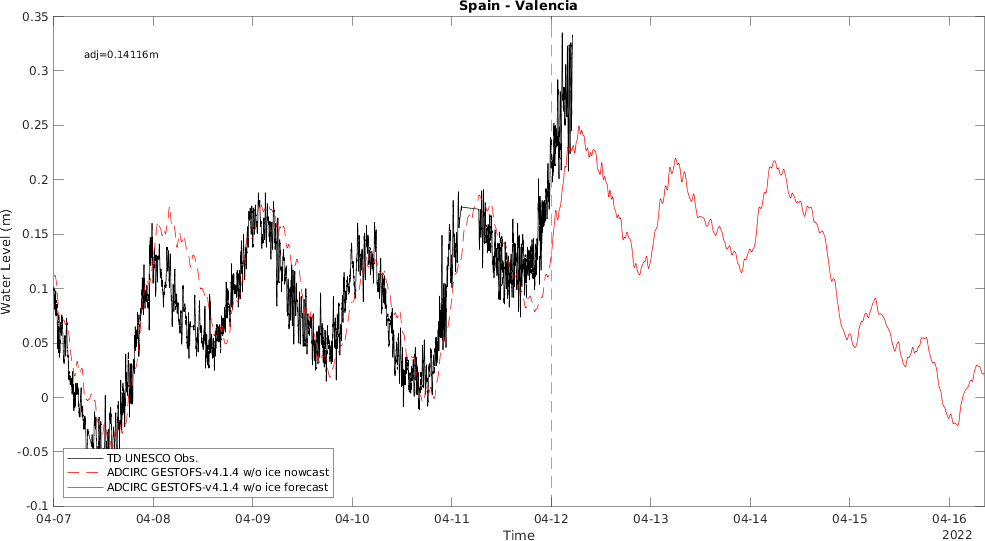 Spain - Valencia
adj=0.14116m
Water Level (m)
0.35
0.3
0.25
0.2
0.15
0.1
0.05
0
-0.05
-0.1
TD UNESCO Obs.
ADCIRC GESTOFS-v4.1.4 w/o ice nowcast
ADCIRC GESTOFS-v4.1.4 w/o ice forecast
04-07 04-08 04-09 04-10 04-11 04-12 04-13 04-14 04-15 04-16
Time
2022